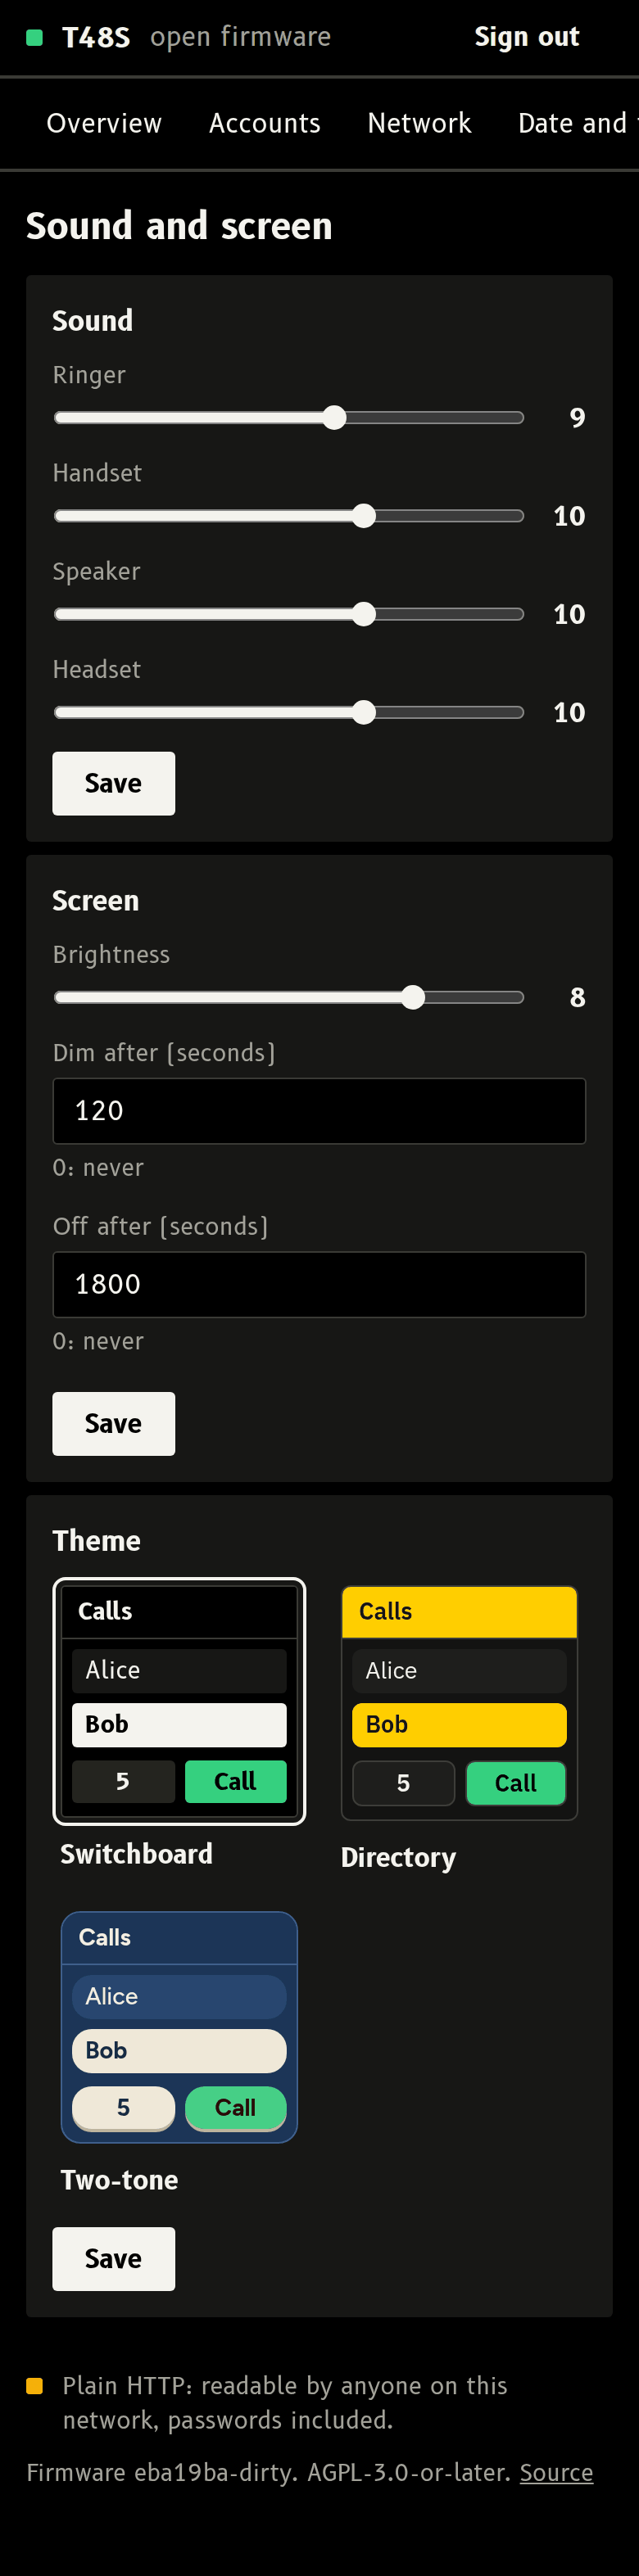 T48S open firmware Sign out
Overview Accounts Network Date and
Sound and screen
Sound
Ringer
9
Handset
10
Speaker
10
Headset
10
Save
Screen
Brightness
8
Dim after (seconds)
120
0: never
Off after (seconds)
1800
0: never
Save
Theme
Calls
Alice
Bob
5 Call
Switchboard
Calls
Alice
Bob
5 Call
Directory
Calls
Alice
Bob
5 Call
Two-tone
Save
Plain HTTP: readable by anyone on this
network, passwords included.
Firmware eba19ba-dirty. AGPL-3.0-or-later. Source